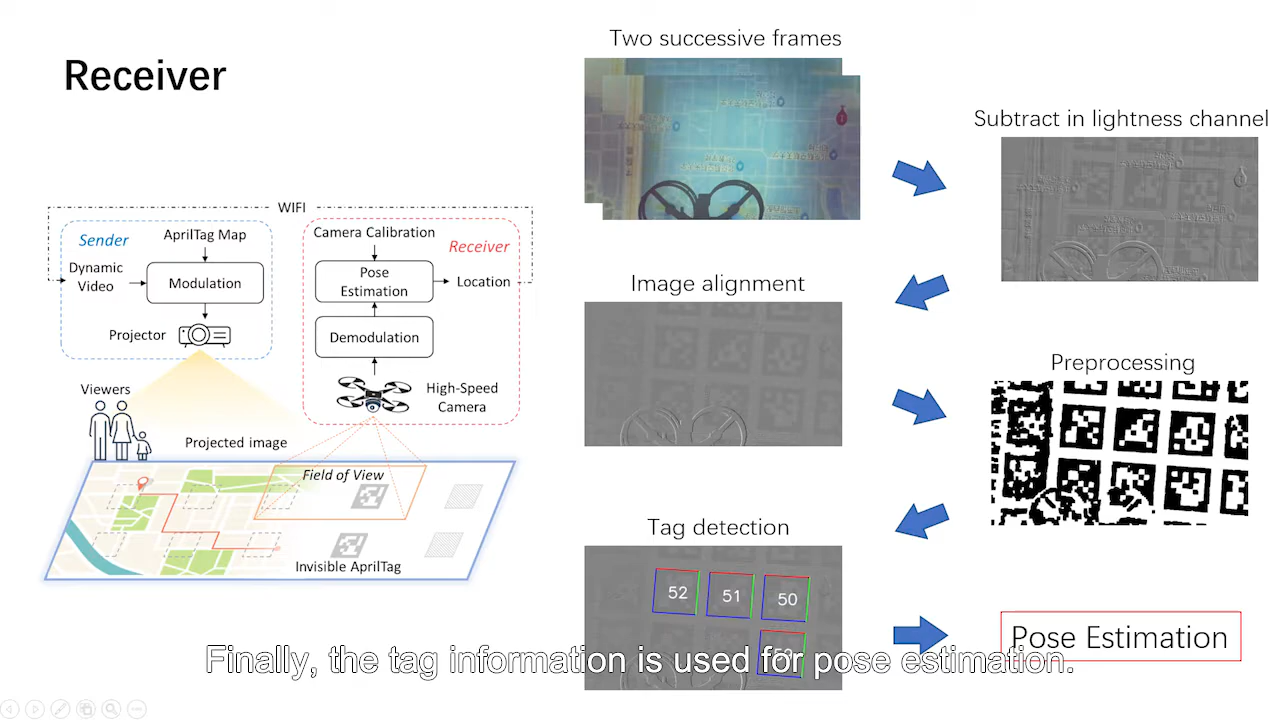 Receiver
WIFI
Sender
AprilTag Map
Dynamic
Video
Modulation
Projector
Camera Calibration
Receiver
Pose
Estimation
Location
Demodulation
High-Speed
Camera
Viewers
Projected image
Field of View
Invisible AprilTag
Two successive frames
Subtract in lightness channel
Image alignment
Preprocessing
Tag detection
52
51
50
Pose Estimation
Finally, the tag information is used for pose estimation.